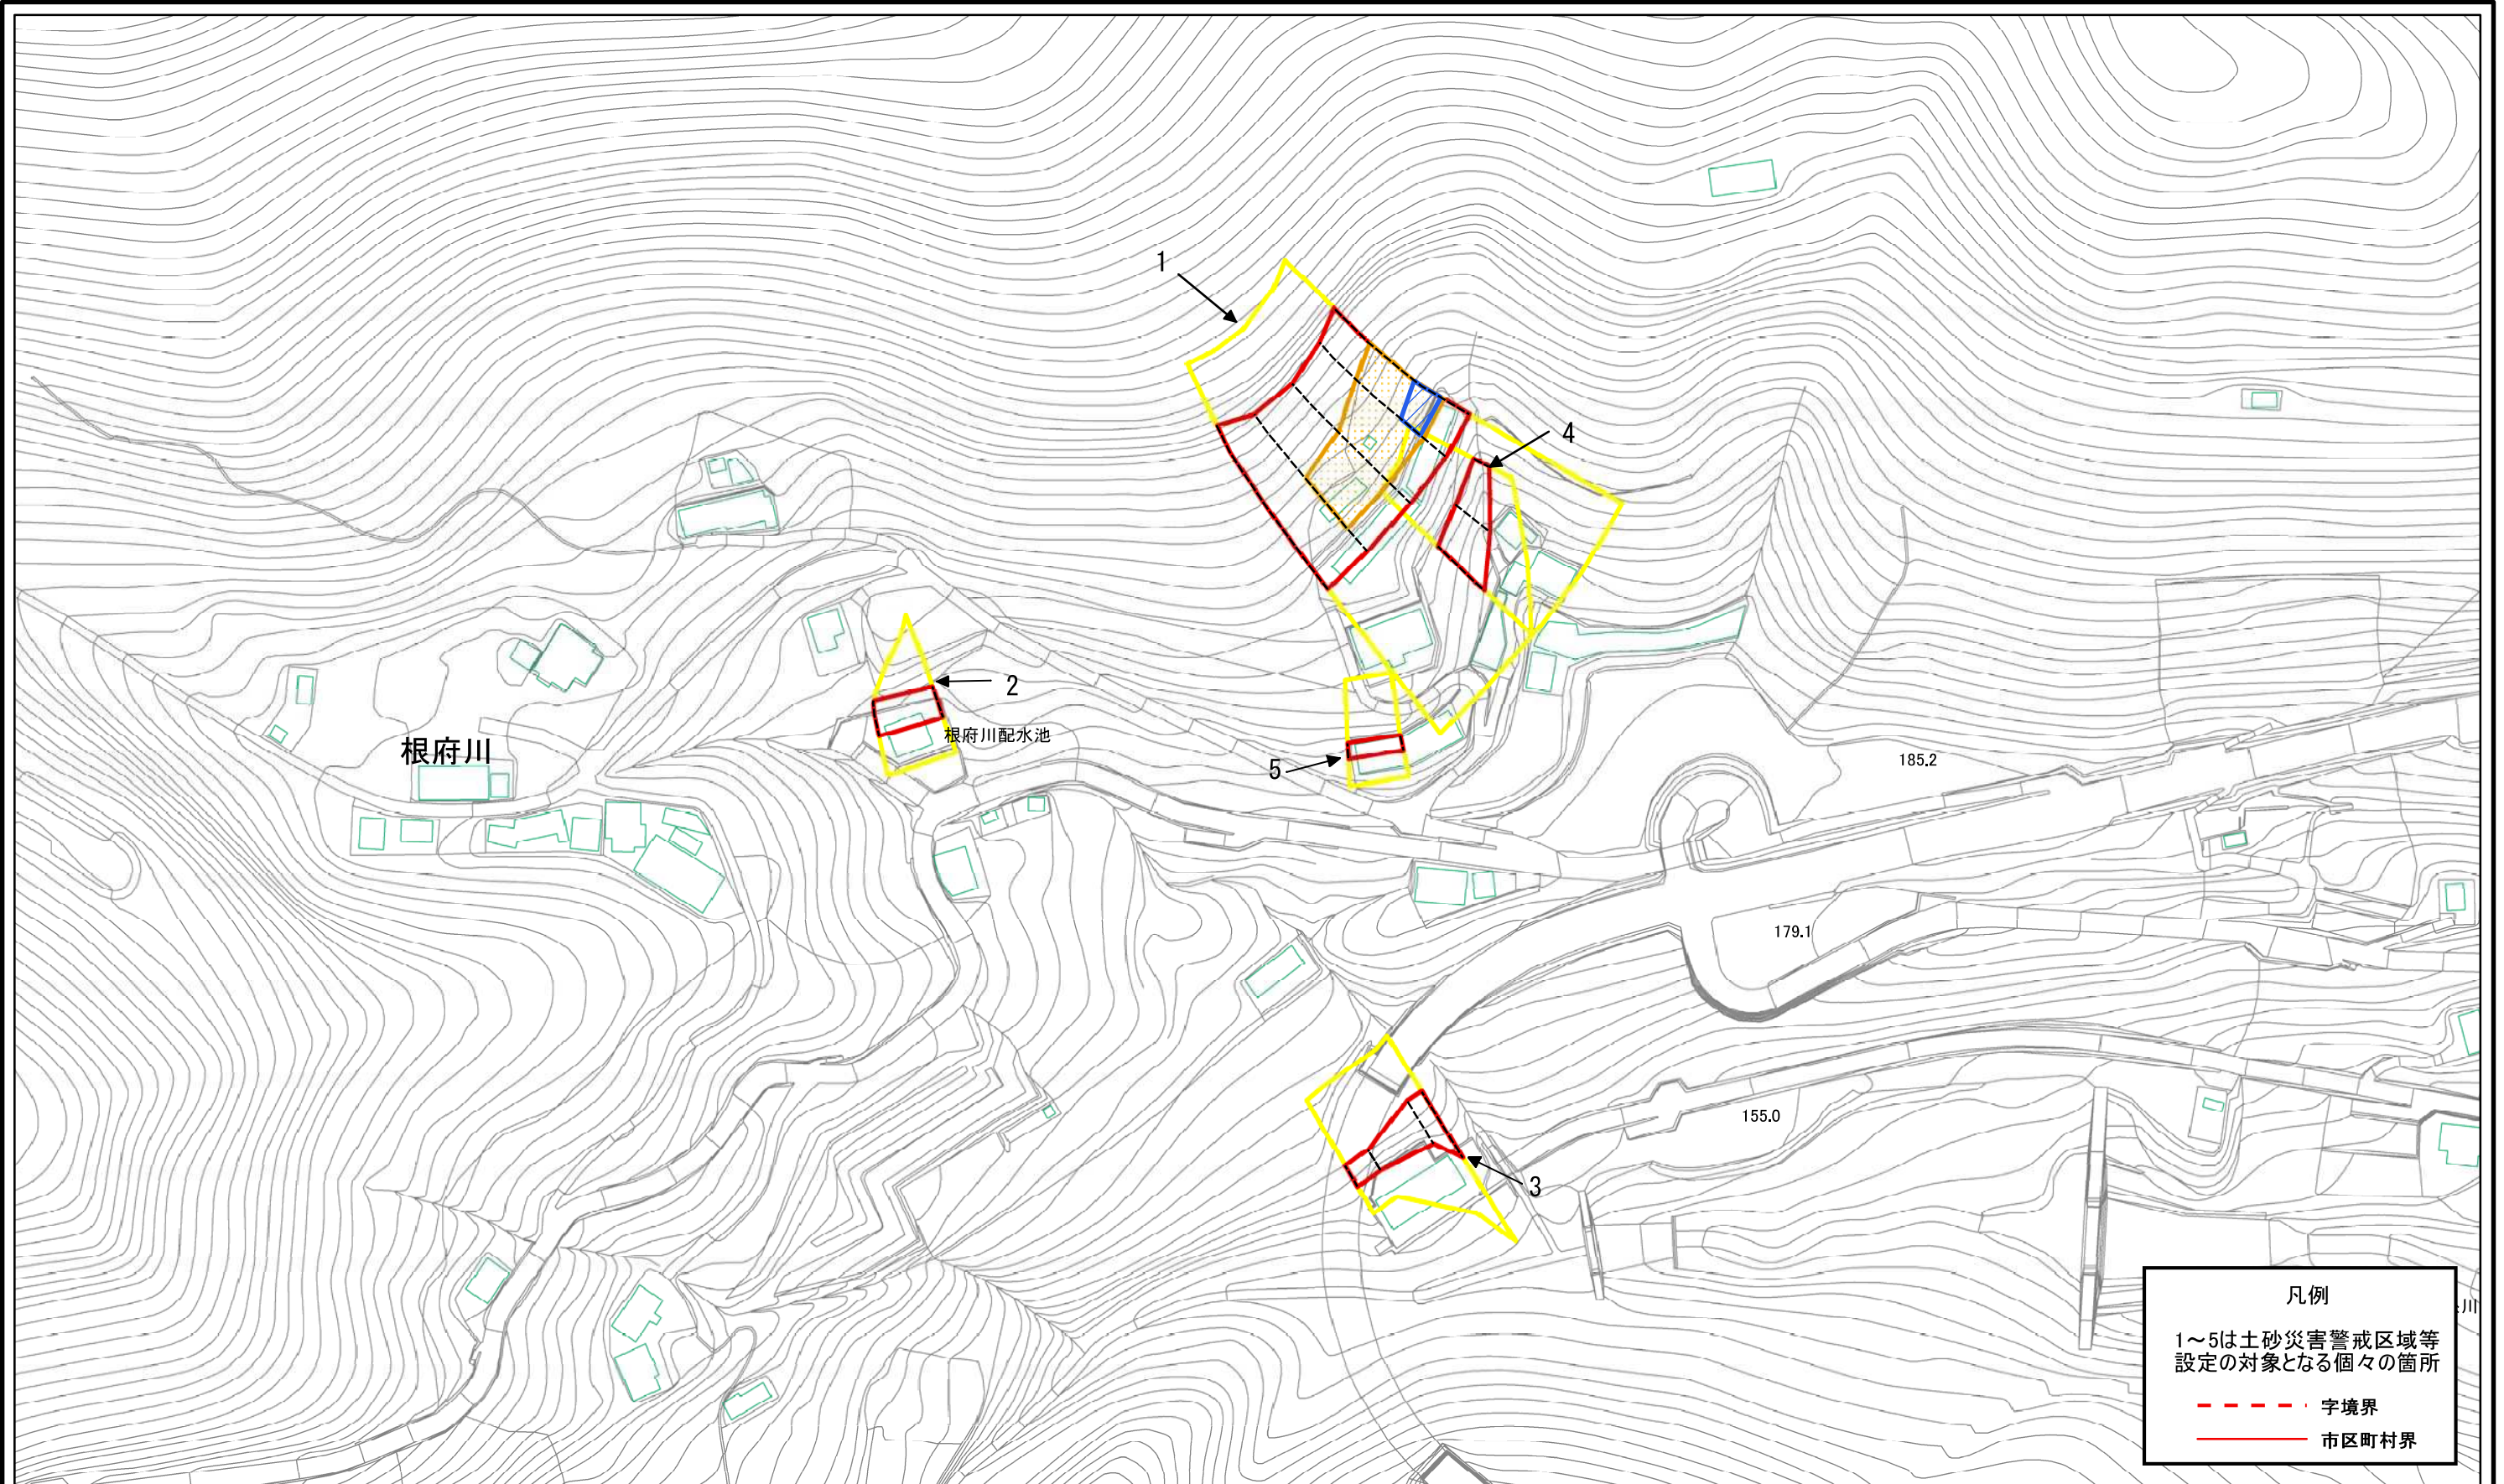 1
4
2
根府川配水池
根府川
5
185.2
179.1
155.0
3
凡例
1～5は土砂災害警戒区域等
設定の対象となる個々の箇所
字境界
市区町村界
川